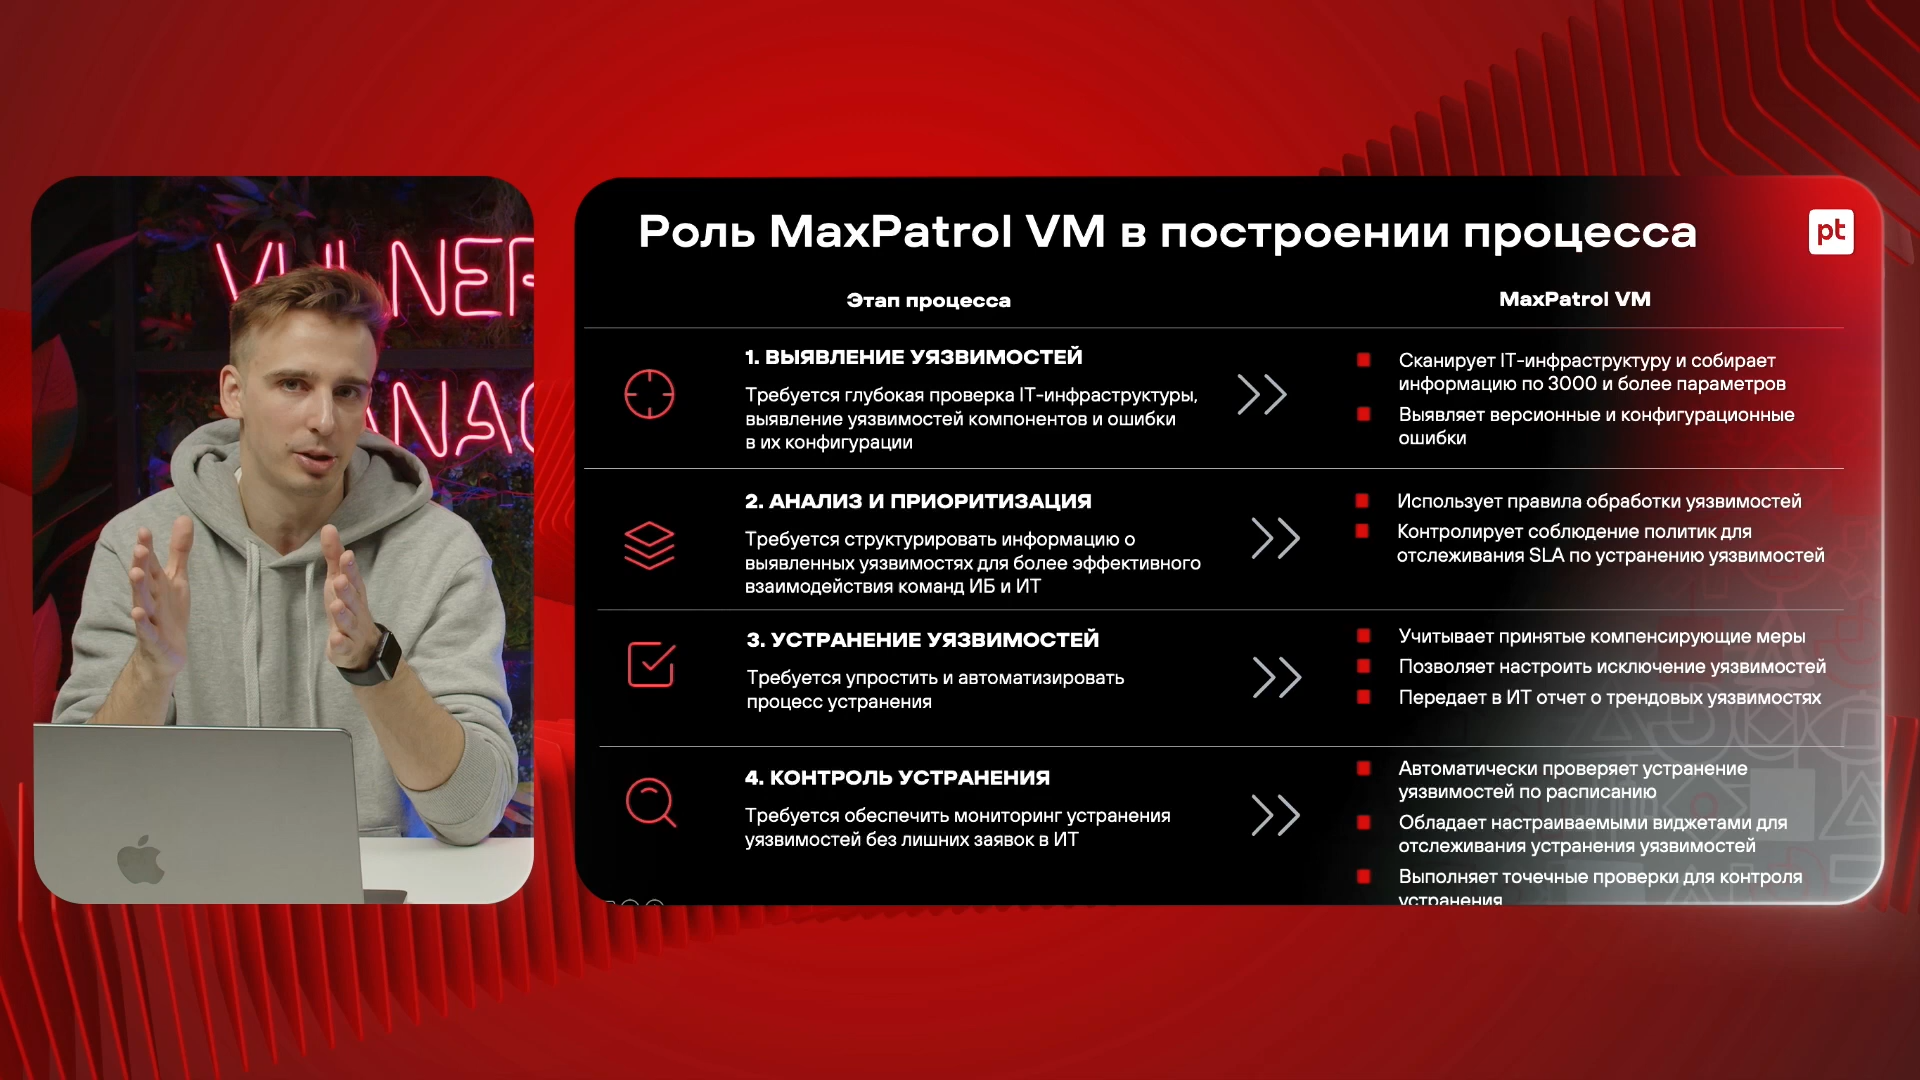 VULNER
ANAG
Роль MaxPatrol VM в построении процесса
pt
Этап процесса
MaxPatrol VM
1. ВЫЯВЛЕНИЕ УЯЗВИМОСТЕЙ
Требуется глубокая проверка IT-инфраструктуры,
выявление уязвимостей компонентов и ошибки
в их конфигурации
Сканирует IT-инфраструктуру и собирает
информацию по 3000 и более параметров
Выявляет версионные и конфигурационные
ошибки
2. АНАЛИЗ И ПРИОРИТИЗАЦИЯ
Требуется структурировать информацию о
выявленных уязвимостях для более эффективного
взаимодействия команд ИБ и ИТ
Использует правила обработки уязвимостей
Контролирует соблюдение политик для
отслеживания SLA по устранению уязвимостей
3. УСТРАНЕНИЕ УЯЗВИМОСТЕЙ
Требуется упростить и автоматизировать
процесс устранения
Учитывает принятые компенсирующие меры
Позволяет настроить исключение уязвимостей
Передает в ИТ отчет о трендовых уязвимостях
4. КОНТРОЛЬ УСТРАНЕНИЯ
Требуется обеспечить мониторинг устранения
уязвимостей без лишних заявок в ИТ
Автоматически проверяет устранение
уязвимостей по расписанию
Обладает настраиваемыми виджетами для
отслеживания устранения уязвимостей
Выполняет точечные проверки для контроля
устранения